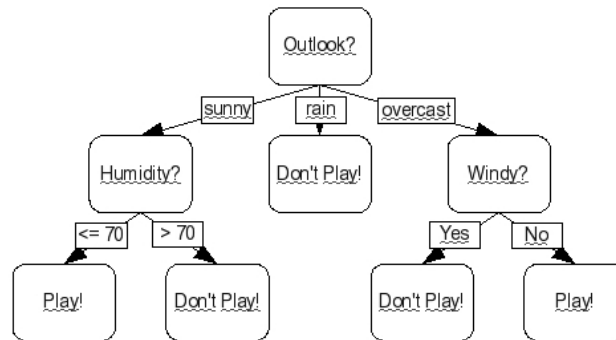 Outlook?
sunny
rain
overcast
Humidity?
Don't Play!
Windy?
<= 70
> 70
Yes
No
Play!
Don't Play!
Don't Play!
Play!